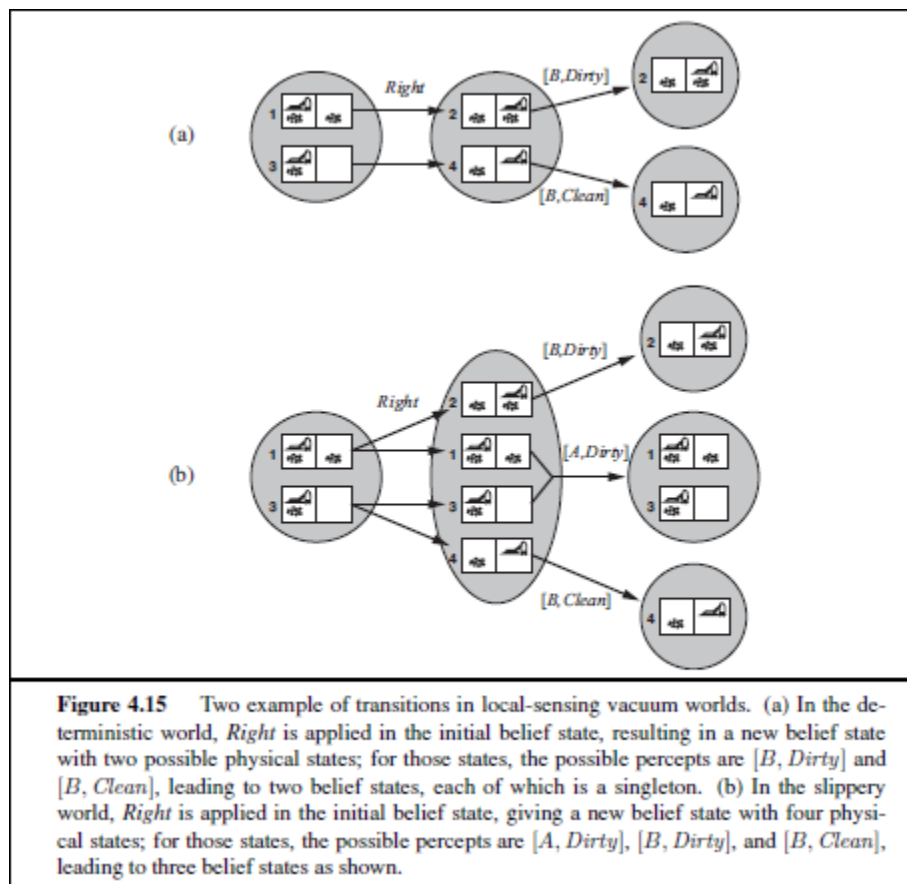 Right
[B,Dirty]
1
2
2
(a)
3
4
[B,Clean]
4
[B,Dirty]
2
Right
2
[A,Dirty]
1
1
1
(b)
3
3
3
4
[B,Clean]
4
Figure 4.15 Two example of transitions in local-sensing vacuum worlds. (a) In the de-
terministic world, Right is applied in the initial belief state, resulting in a new belief state
with two possible physical states; for those states, the possible percepts are [B, Dirty] and
[B, Clean], leading to two belief states, each of which is a singleton. (b) In the slippery
world, Right is applied in the initial belief state, giving a new belief state with four physi-
cal states; for those states, the possible percepts are [A, Dirty], [B, Dirty], and [B, Clean],
leading to three belief states as shown.